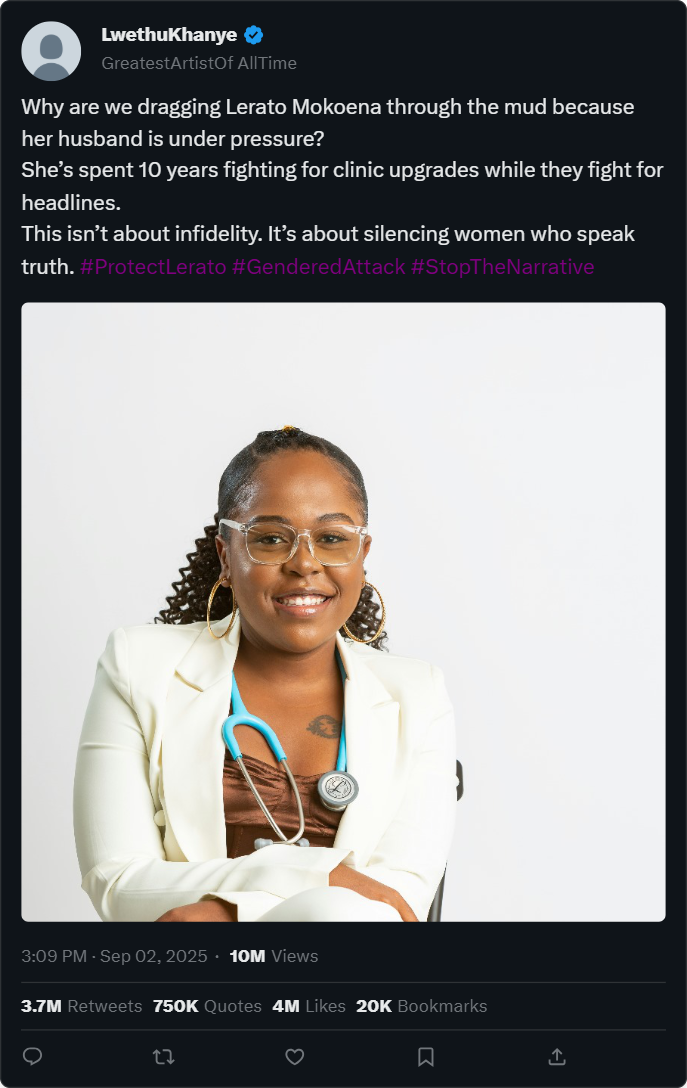 LwethuKhanye
GreatestArtistOf AllTime
Why are we dragging Lerato Mokoena through the mud because
her husband is under pressure?
She’s spent 10 years fighting for clinic upgrades while they fight for
headlines.
This isn’t about infidelity. It’s about silencing women who speak
truth. #ProtectLerato #GenderedAttack #StopTheNarrative
3:09 PM · Sep 02, 2025 · 10M Views
3.7M Retweets 750K Quotes 4M Likes 20K Bookmarks